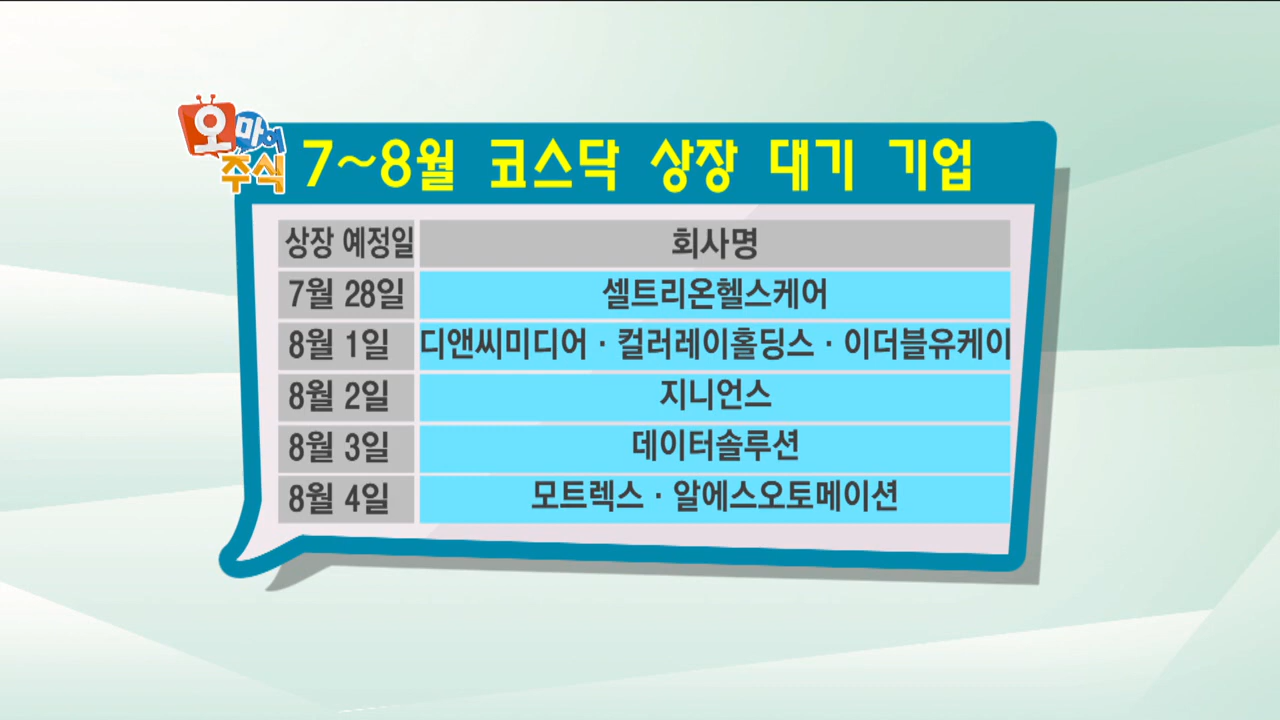 오마이
주식
7~8월 코스닥 상장 대기 기업
상장 예정일 회사명
7월 28일 셀트리온헬스케어
8월 1일 디앤씨미디어·컬러레이홀딩스·이더블유케이
8월 2일 지니언스
8월 3일 데이터솔루션
8월 4일 모트렉스·알에스오토메이션